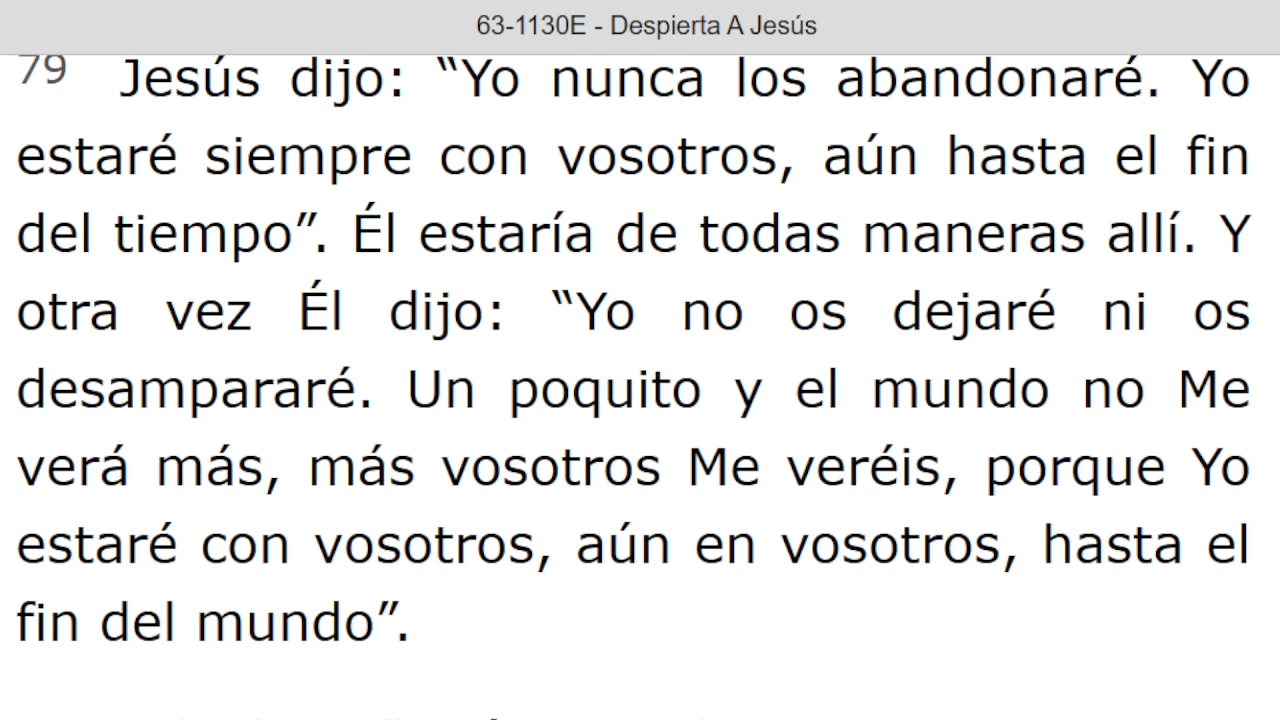 63-1130E - Despierta A Jesús
79 Jesús dijo: “Yo nunca los abandonaré. Yo
estaré siempre con vosotros, aún hasta el fin
del tiempo”. Él estaría de todas maneras allí. Y
otra vez Él dijo: “Yo no os dejaré ni os
desampararé. Un poquito y el mundo no Me
verá más, más vosotros Me veréis, porque Yo
estaré con vosotros, aún en vosotros, hasta el
fin del mundo”.